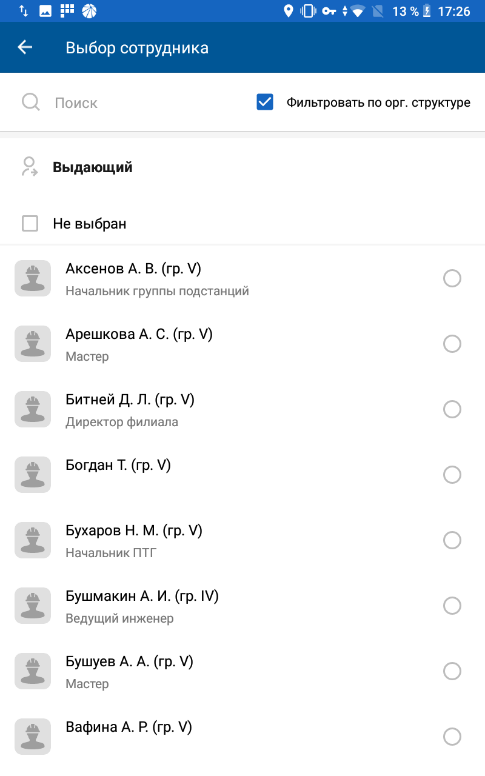 13 % 17:26
Выбор сотрудника
Поиск
Фильтровать по орг. структуре
Выдающий
Не выбран
Аксенов А. В. (гр. V)
Начальник группы подстанций
Арешкова А. С. (гр. V)
Мастер
Битней Д. Л. (гр. V)
Директор филиала
Богдан Т. (гр. V)
Бухаров Н. М. (гр. V)
Начальник ПТГ
Бушмакин А. И. (гр. IV)
Ведущий инженер
Бушуев А. А. (гр. V)
Мастер
Вафина А. Р. (гр. V)